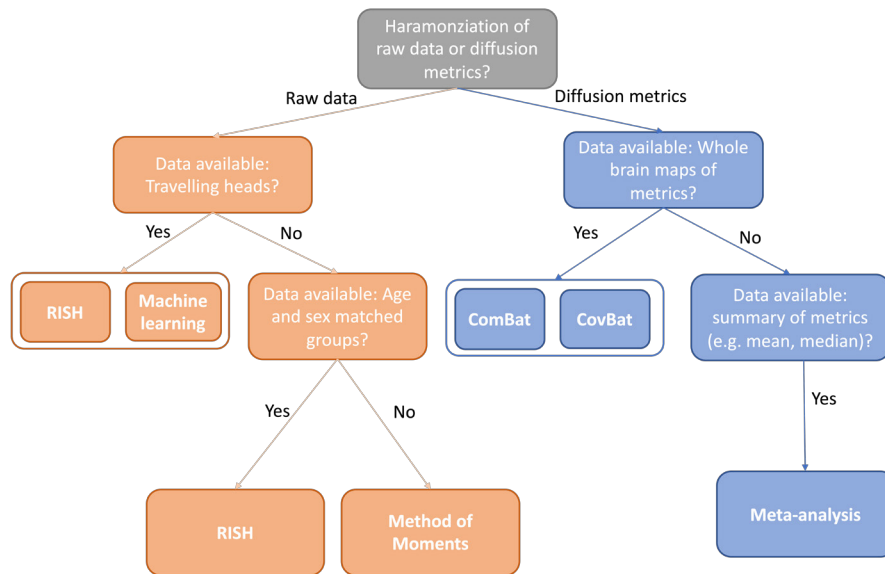 Haramonziation of
raw data or diffusion
metrics?
Raw data
Diffusion metrics
Data available:
Travelling heads?
Data available: Whole
brain maps of
metrics?
Yes
No
Yes
No
RISH
Machine
learning
Data available: Age
and sex matched
groups?
ComBat
CovBat
Data available:
summary of metrics
(e.g. mean, median)?
Yes
No
Yes
RISH
Method of
Moments
Meta-analysis